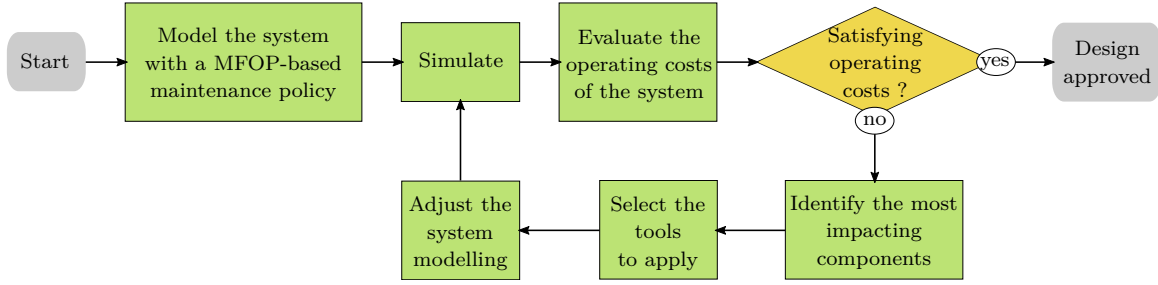 Start
Model the system
with a MFOP-based
maintenance policy
Simulate
Evaluate the
operating costs
of the system
Satisfying
operating
costs ?
yes
Design
approved
no
Identify the most
impacting
components
Select the
tools
to apply
Adjust the
system
modelling